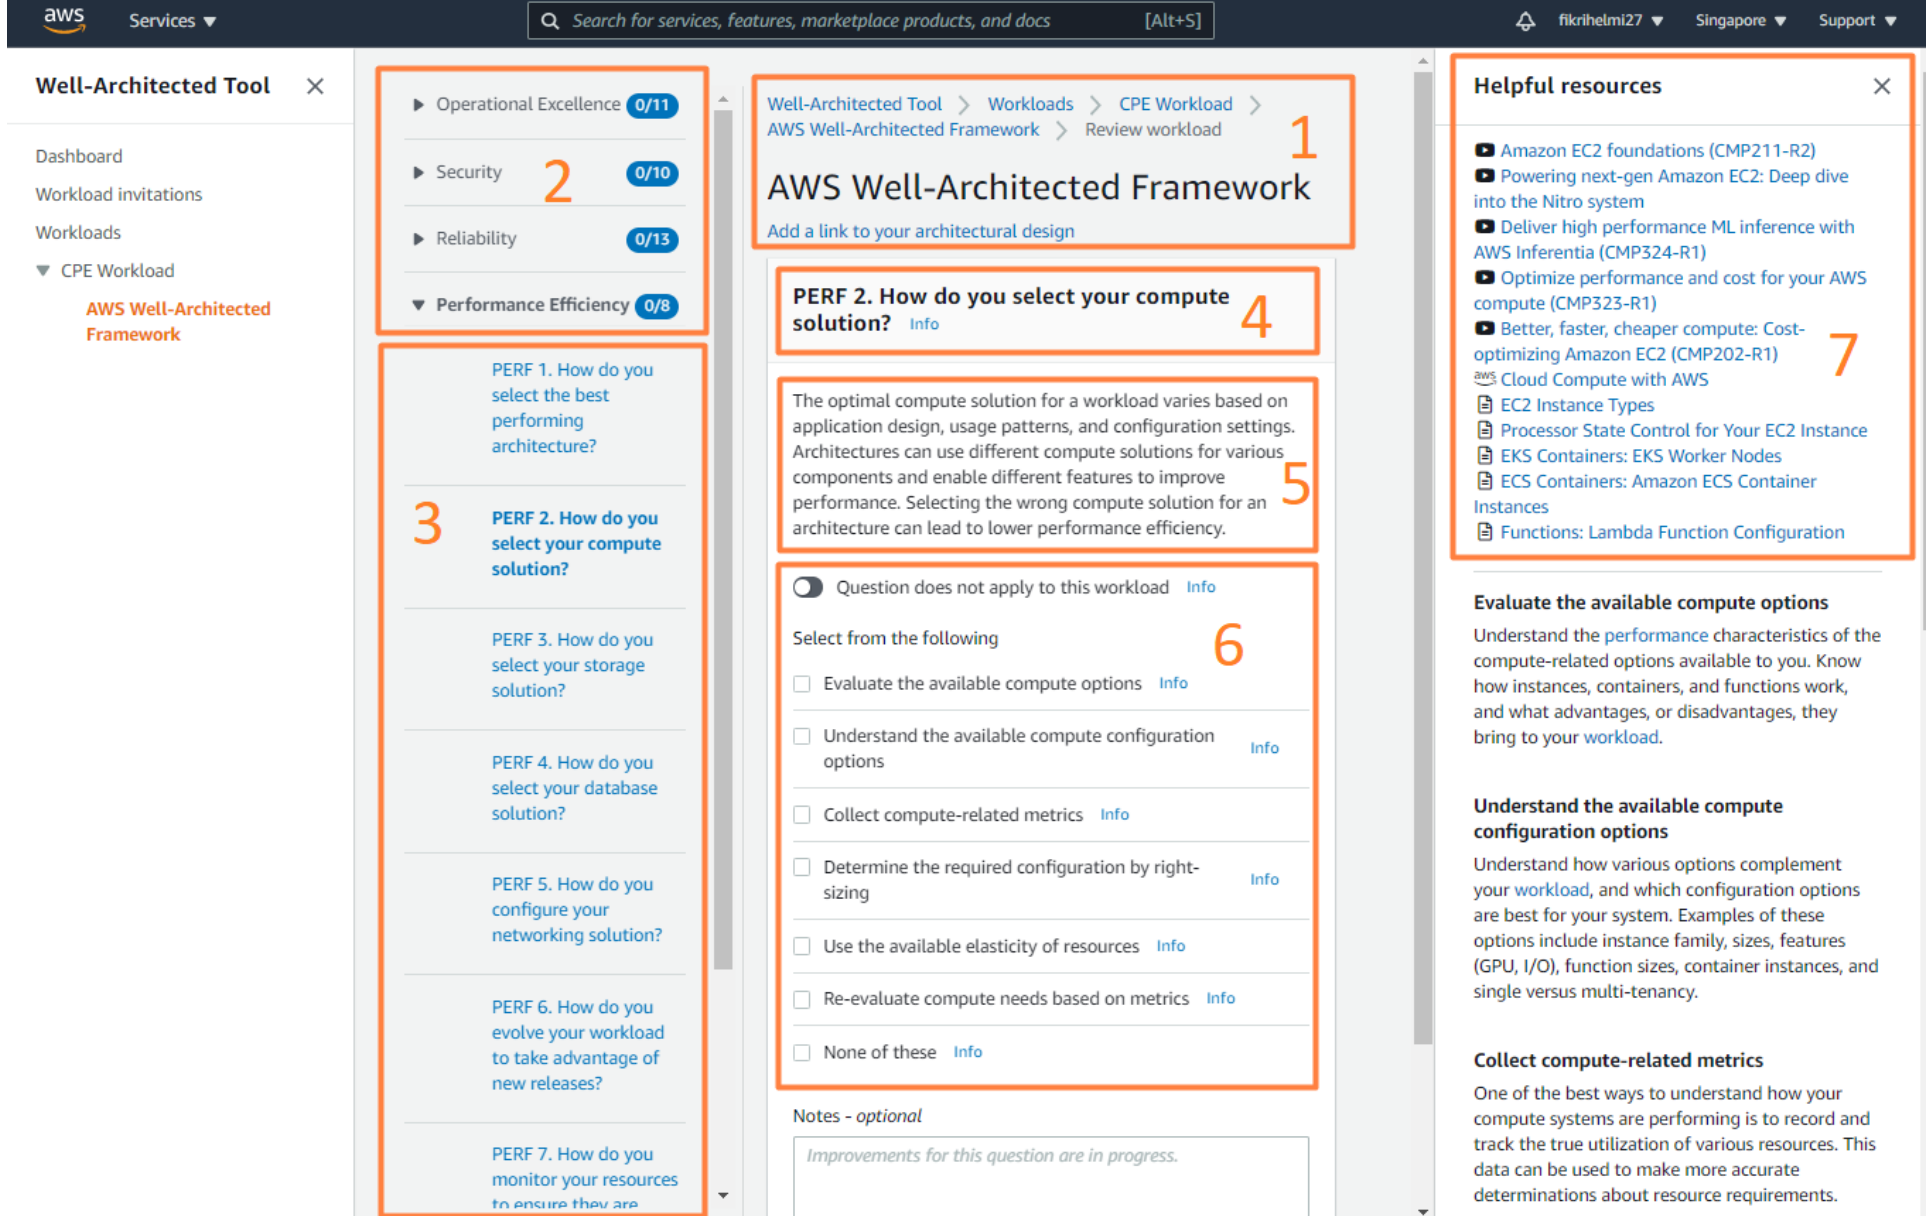 aws
Services
Search for services, features, marketplace products, and docs
[Alt+S]
fikrihelmi27
Singapore
Support
Well-Architected Tool
Dashboard
Workload invitations
Workloads
CPE Workload
AWS Well-Architected
Framework
Operational Excellence 0/11
Security 0/10
Reliability 0/13
Performance Efficiency 0/8
2
PERF 1. How do you
select the best
performing
architecture?
PERF 2. How do you
select your compute
solution?
3
PERF 3. How do you
select your storage
solution?
PERF 4. How do you
select your database
solution?
PERF 5. How do you
configure your
networking solution?
PERF 6. How do you
evolve your workload
to take advantage of
new releases?
PERF 7. How do you
monitor your resources
to ensure they are
Well-Architected Tool > Workloads > CPE Workload >
AWS Well-Architected Framework > Review workload
1
AWS Well-Architected Framework
Add a link to your architectural design
PERF 2. How do you select your compute
solution? Info
4
The optimal compute solution for a workload varies based on
application design, usage patterns, and configuration settings.
Architectures can use different compute solutions for various
components and enable different features to improve
performance. Selecting the wrong compute solution for an
architecture can lead to lower performance efficiency.
5
Question does not apply to this workload Info
Select from the following
6
Evaluate the available compute options Info
Understand the available compute configuration
options Info
Collect compute-related metrics Info
Determine the required configuration by right-
sizing Info
Use the available elasticity of resources Info
Re-evaluate compute needs based on metrics Info
None of these Info
Notes - optional
Improvements for this question are in progress.
Helpful resources
Amazon EC2 foundations (CMP211-R2)
Powering next-gen Amazon EC2: Deep dive
into the Nitro system
Deliver high performance ML inference with
AWS Inferentia (CMP324-R1)
Optimize performance and cost for your AWS
compute (CMP323-R1)
Better, faster, cheaper compute: Cost-
optimizing Amazon EC2 (CMP202-R1)
7
aws Cloud Compute with AWS
EC2 Instance Types
Processor State Control for Your EC2 Instance
EKS Containers: EKS Worker Nodes
ECS Containers: Amazon ECS Container
Instances
Functions: Lambda Function Configuration
Evaluate the available compute options
Understand the performance characteristics of the
compute-related options available to you. Know
how instances, containers, and functions work,
and what advantages, or disadvantages, they
bring to your workload.
Understand the available compute
configuration options
Understand how various options complement
your workload, and which configuration options
are best for your system. Examples of these
options include instance family, sizes, features
(GPU, I/O), function sizes, container instances, and
single versus multi-tenancy.
Collect compute-related metrics
One of the best ways to understand how your
compute systems are performing is to record and
track the true utilization of various resources. This
data can be used to make more accurate
determinations about resource requirements.